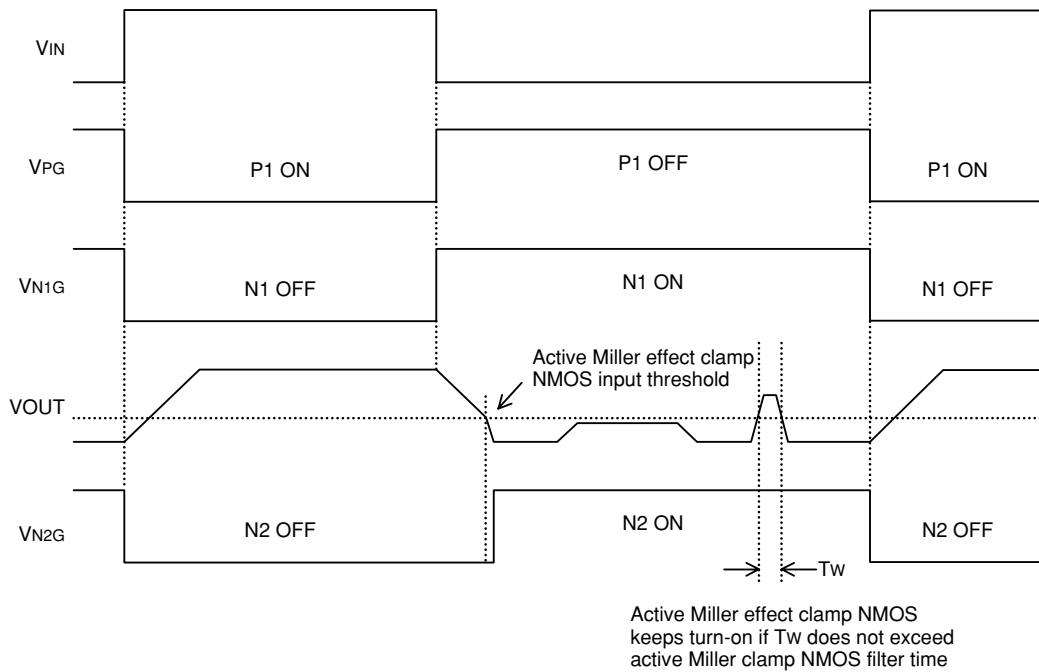 VIN
VPG
P1 ON
P1 OFF
P1 ON
VN1G
N1 OFF
N1 ON
N1 OFF
Active Miller effect clamp
NMOS input threshold
VOUT
VN2G
N2 OFF
N2 ON
N2 OFF
TW
Active Miller effect clamp NMOS
keeps turn-on if TW does not exceed
active Miller clamp NMOS filter time